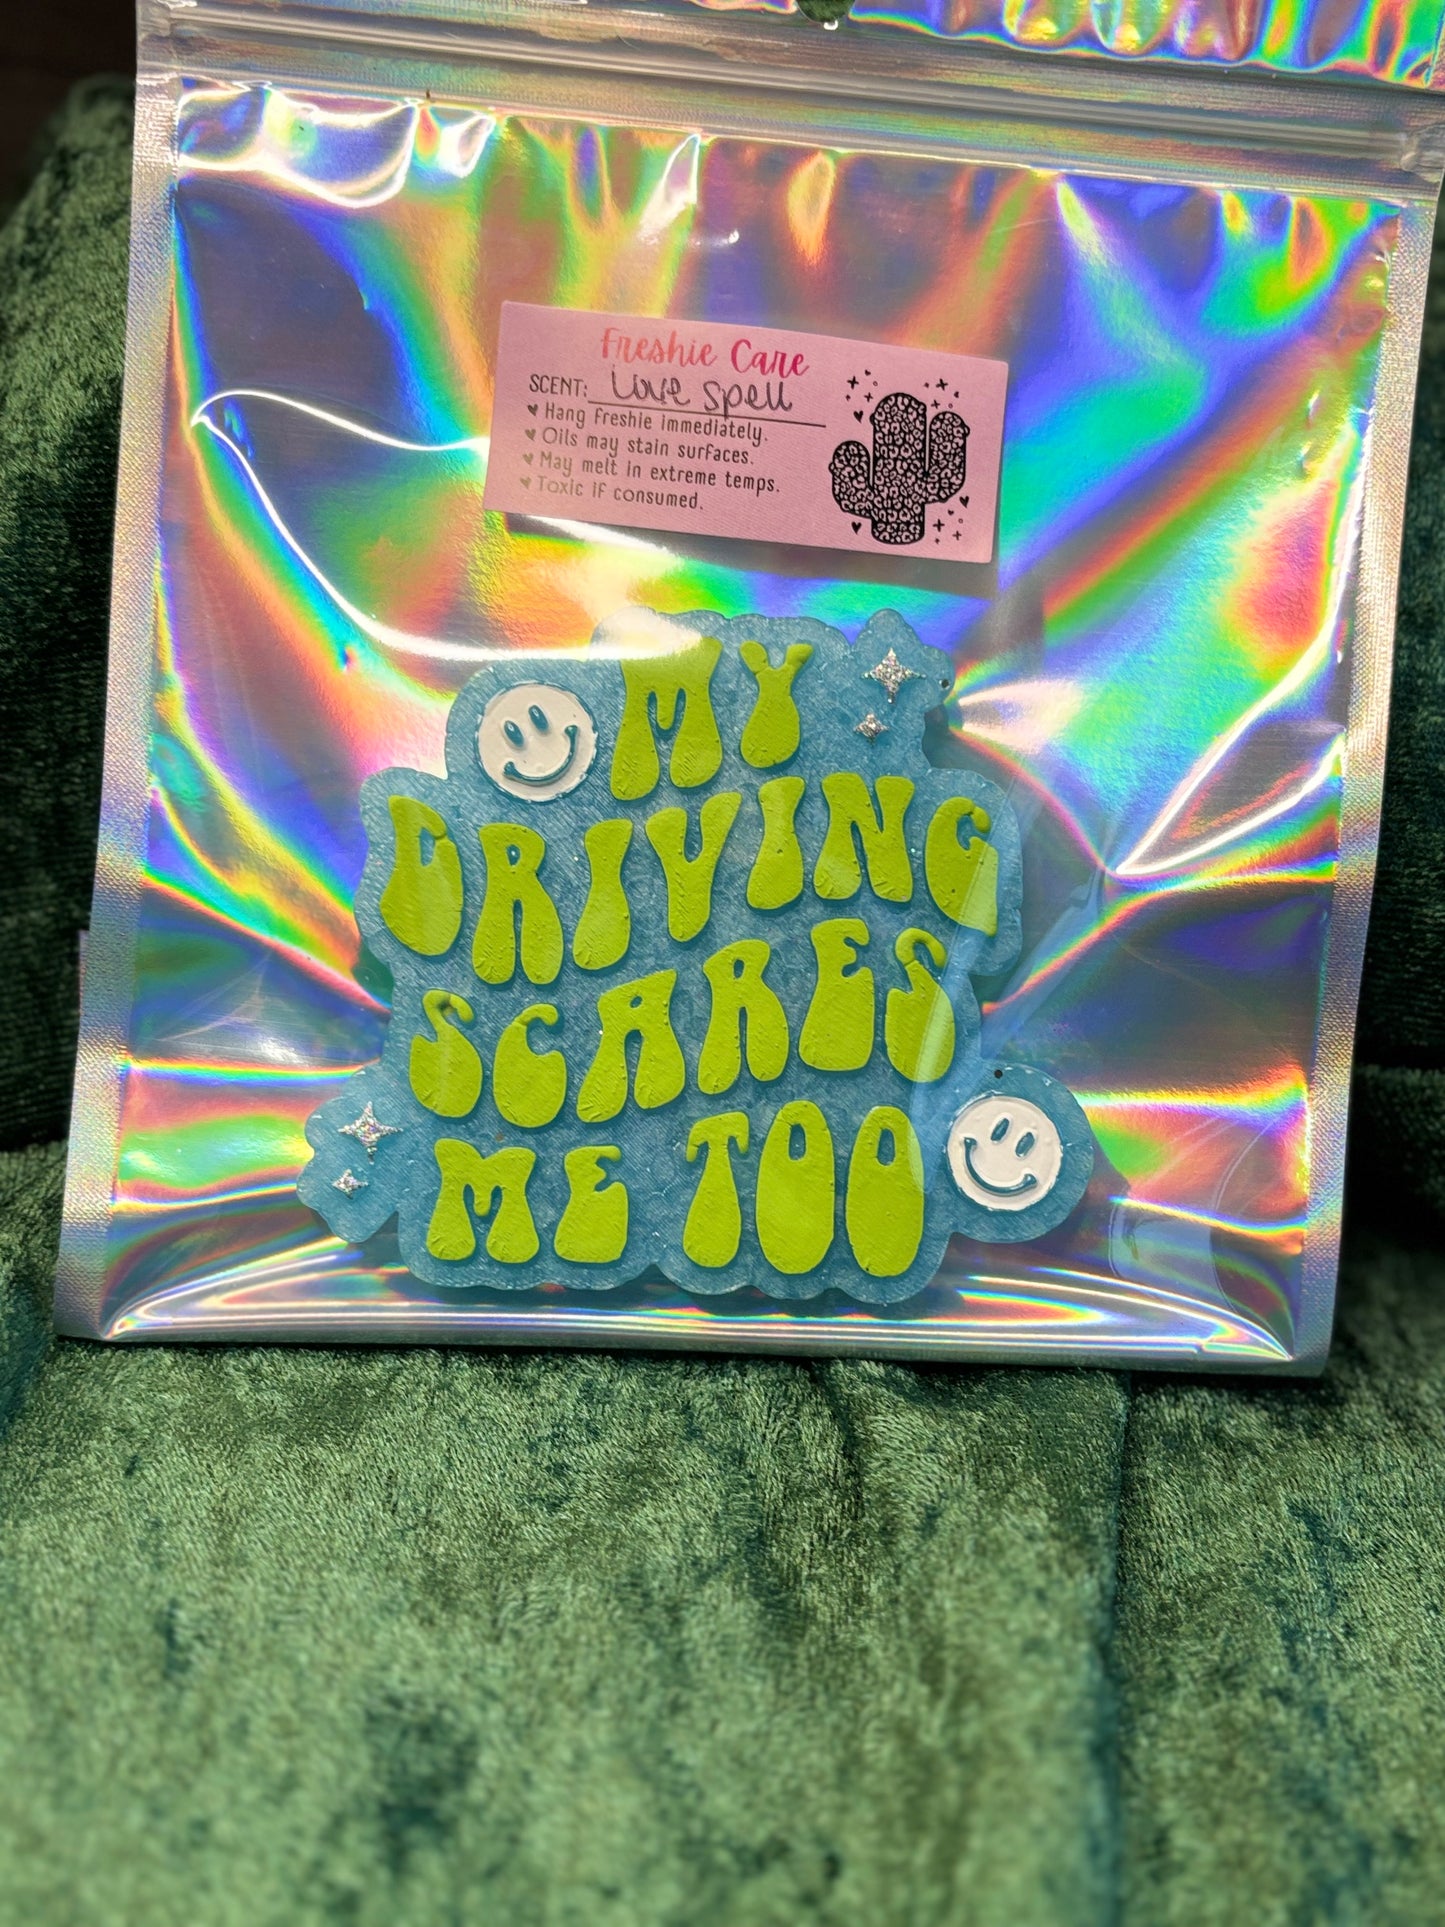 Freshie Care
SCENT: Love Spell
Hang freshie immediately.
Oils may stain surfaces.
May melt in extreme temps.
Toxic if consumed.
MY
DRIVING
SCARES
ME TOO